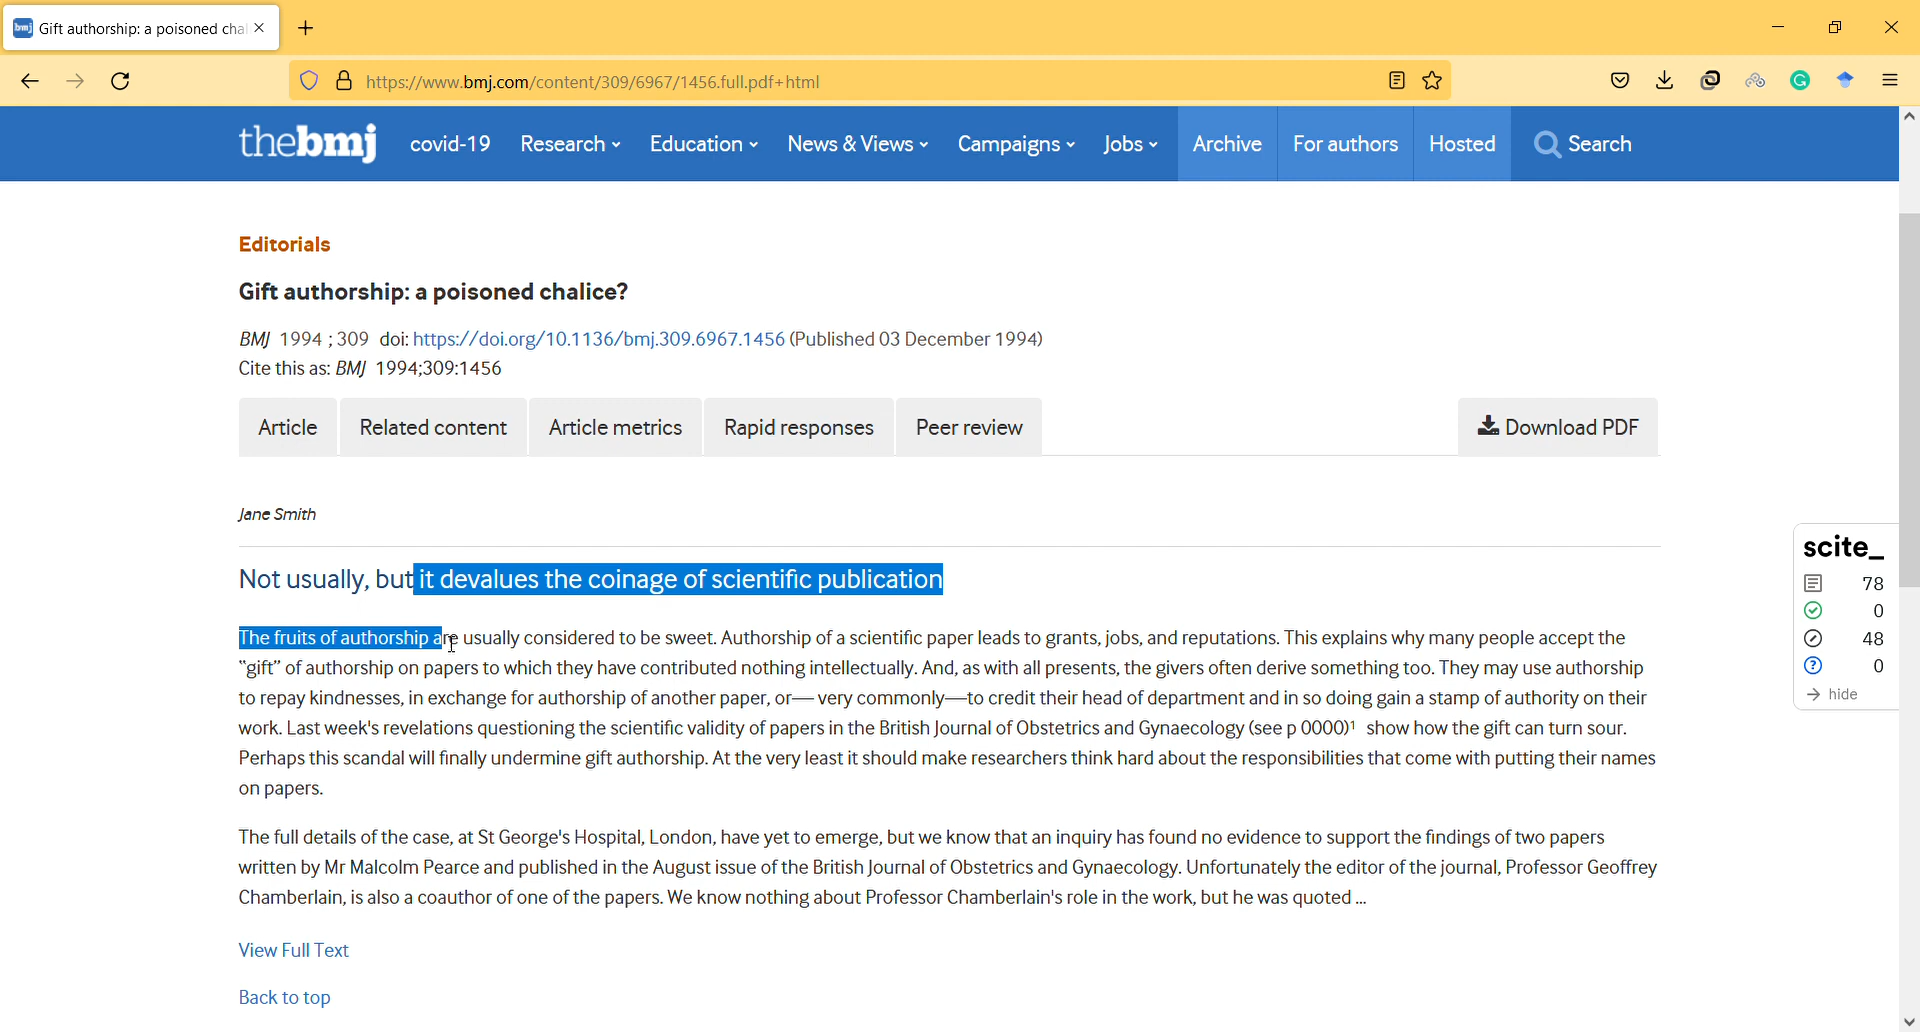 Gift authorship: a poisoned cha
https://www.bmj.com/content/309/6967/1456.full.pdf+html
thebmj covid-19 Research Education News & Views Campaigns Jobs Archive For authors Hosted Search
Editorials
Gift authorship: a poisoned chalice?
BMJ 1994 ; 309 doi: https://doi.org/10.1136/bmj.309.6967.1456 (Published 03 December 1994)
Cite this as: BMJ 1994;309:1456
Article Related content Article metrics Rapid responses Peer review Download PDF
Jane Smith
Not usually, but it devalues the coinage of scientific publication
The fruits of authorship are usually considered to be sweet. Authorship of a scientific paper leads to grants, jobs, and reputations. This explains why many people accept the
“gift” of authorship on papers to which they have contributed nothing intellectually. And, as with all presents, the givers often derive something too. They may use authorship
to repay kindnesses, in exchange for authorship of another paper, or— very commonly—to credit their head of department and in so doing gain a stamp of authority on their
work. Last week's revelations questioning the scientific validity of papers in the British Journal of Obstetrics and Gynaecology (see p 0000)¹ show how the gift can turn sour.
Perhaps this scandal will finally undermine gift authorship. At the very least it should make researchers think hard about the responsibilities that come with putting their names
on papers.
The full details of the case, at St George's Hospital, London, have yet to emerge, but we know that an inquiry has found no evidence to support the findings of two papers
written by Mr Malcolm Pearce and published in the August issue of the British Journal of Obstetrics and Gynaecology. Unfortunately the editor of the journal, Professor Geoffrey
Chamberlain, is also a coauthor of one of the papers. We know nothing about Professor Chamberlain's role in the work, but he was quoted ...
View Full Text
Back to top
scite_
78
0
48
0
hide